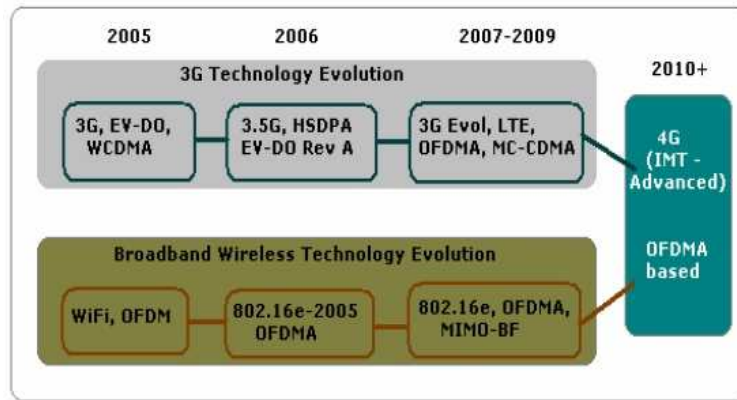 2005
2006
2007-2009
2010+
3G Technology Evolution
3G, EV-DO,
WCDMA
3.5G, HSDPA
EV-DO Rev A
3G Evol, LTE,
OFDMA, MC-CDMA
4G
(IMT -
Advanced)
OFDMA
based
Broadband Wireless Technology Evolution
WiFi, OFDM
802.16e-2005
OFDMA
802.16e, OFDMA,
MIMO-BF